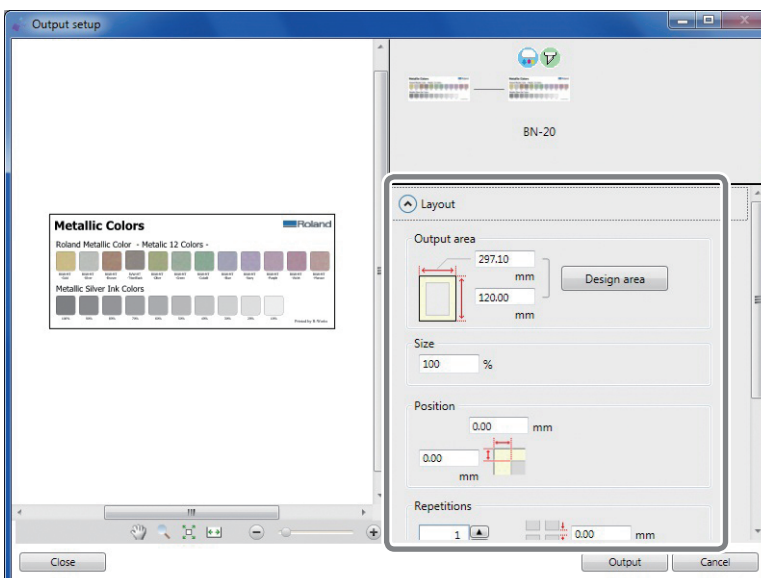 Output setup
BN-20
Layout
Output area
297.10
mm
Design area
120.00
mm
Size
100 %
Position
0.00 mm
0.00
mm
Repetitions
1 0.00 mm
Metallic Colors Roland
Roland Metallic Color - Metalic 12 Colors -
Metallic Silver Ink Colors
Close Output Cancel